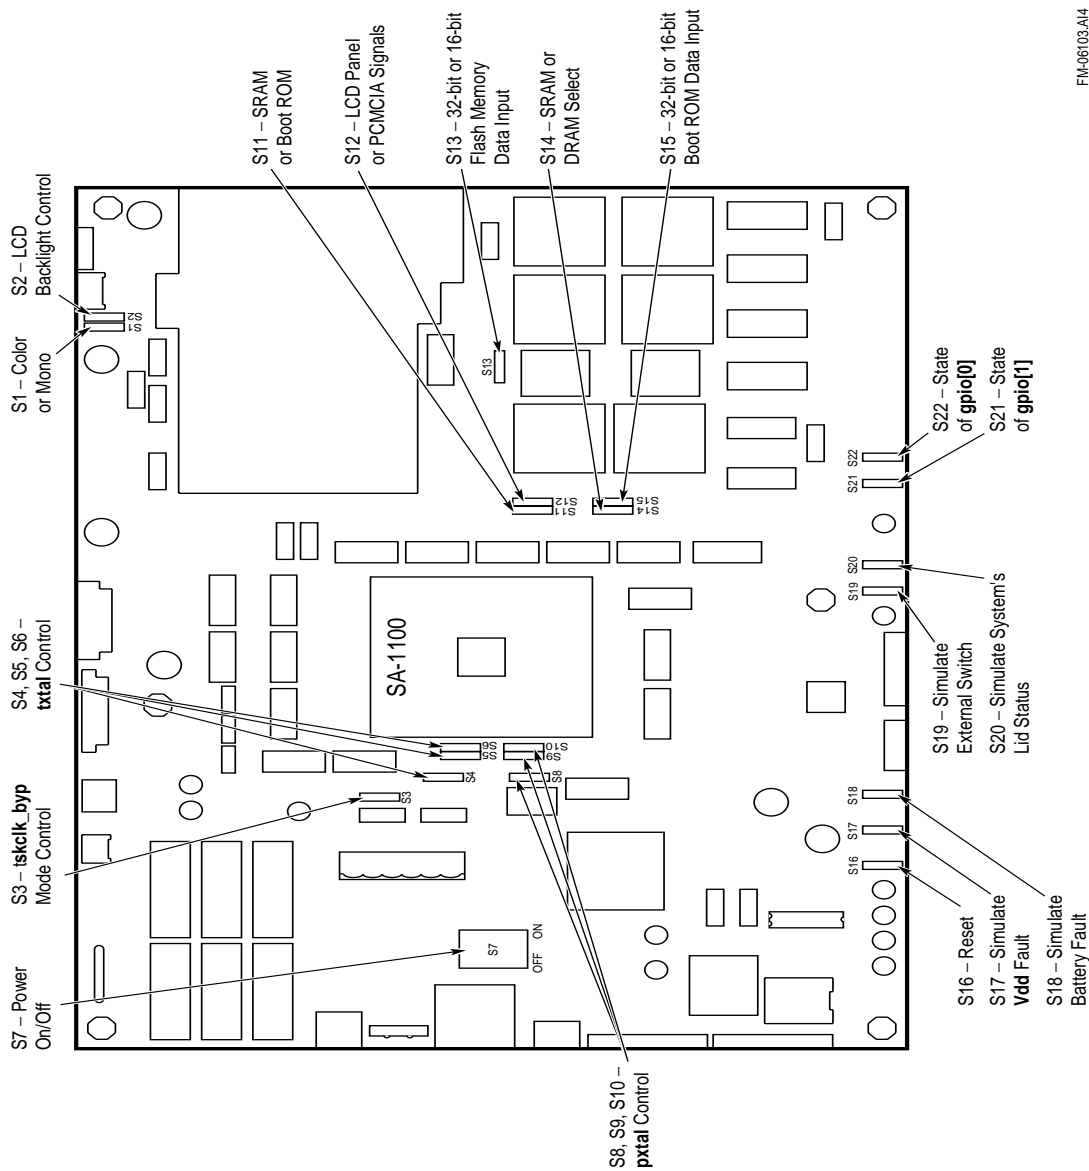 S7 – Power
On/Off
S3 – tskclk_byp
Mode Control
S4, S5, S6 –
txtal Control
S1 – Color
or Mono
S2 – LCD
Backlight Control
S11 – SRAM
or Boot ROM
S12 – LCD Panel
or PCMCIA Signals
S13 – 32-bit or 16-bit
Flash Memory
Data Input
S14 – SRAM or
DRAM Select
S15 – 32-bit or 16-bit
Boot ROM Data Input
S8, S9, S10 –
pxtal Control
S16 – Reset
S17 – Simulate
Vdd Fault
S18 – Simulate
Battery Fault
S19 – Simulate
External Switch
S20 – Simulate System's
Lid Status
S22 – State
of gpio[0]
S21 – State
of gpio[1]
SA-1100
S7
OFF
ON
S3
S4
S5
S6
S8
S9
S10
S1
S2
S11
S12
S13
S14
S15
S16
S17
S18
S19
S20
S21
S22
FM-06103.AI4